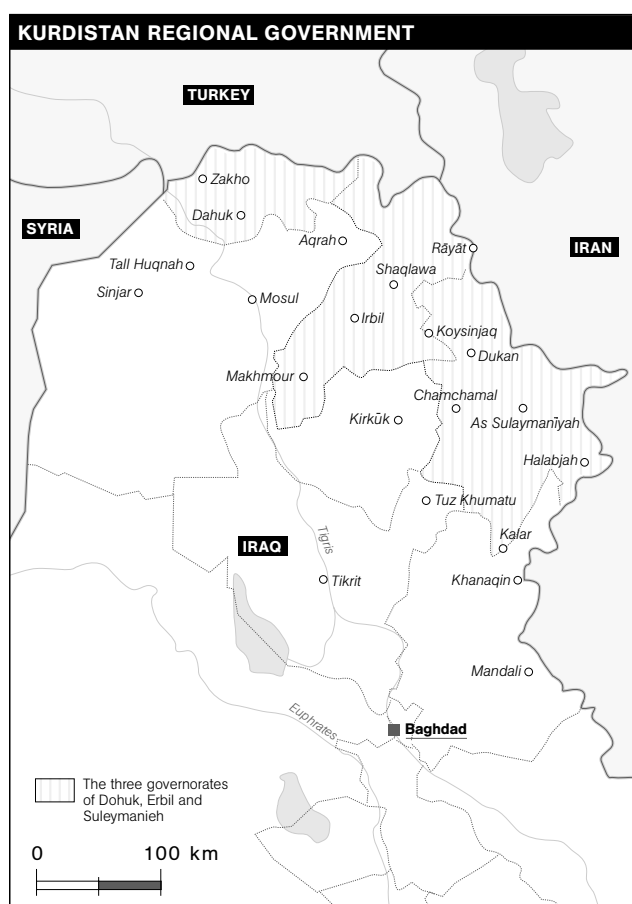 KURDISTAN REGIONAL GOVERNMENT
TURKEY
Zakho
Dahuk
SYRIA
Aqrah
Rāyāt
IRAN
Tall Huqnah
Shaqlawa
Sinjar
Mosul
Irbil
Koysinjaq
Dukan
Makhmour
Chamchamal
Kirkūk
As Sulaymanīyah
Halabjah
Tuz Khumatu
Tigris
IRAQ
Kalar
Tikrit
Khanaqin
Mandali
Euphrates
Baghdad
The three governorates
of Dohuk, Erbil and
Suleymanieh
0 100 km